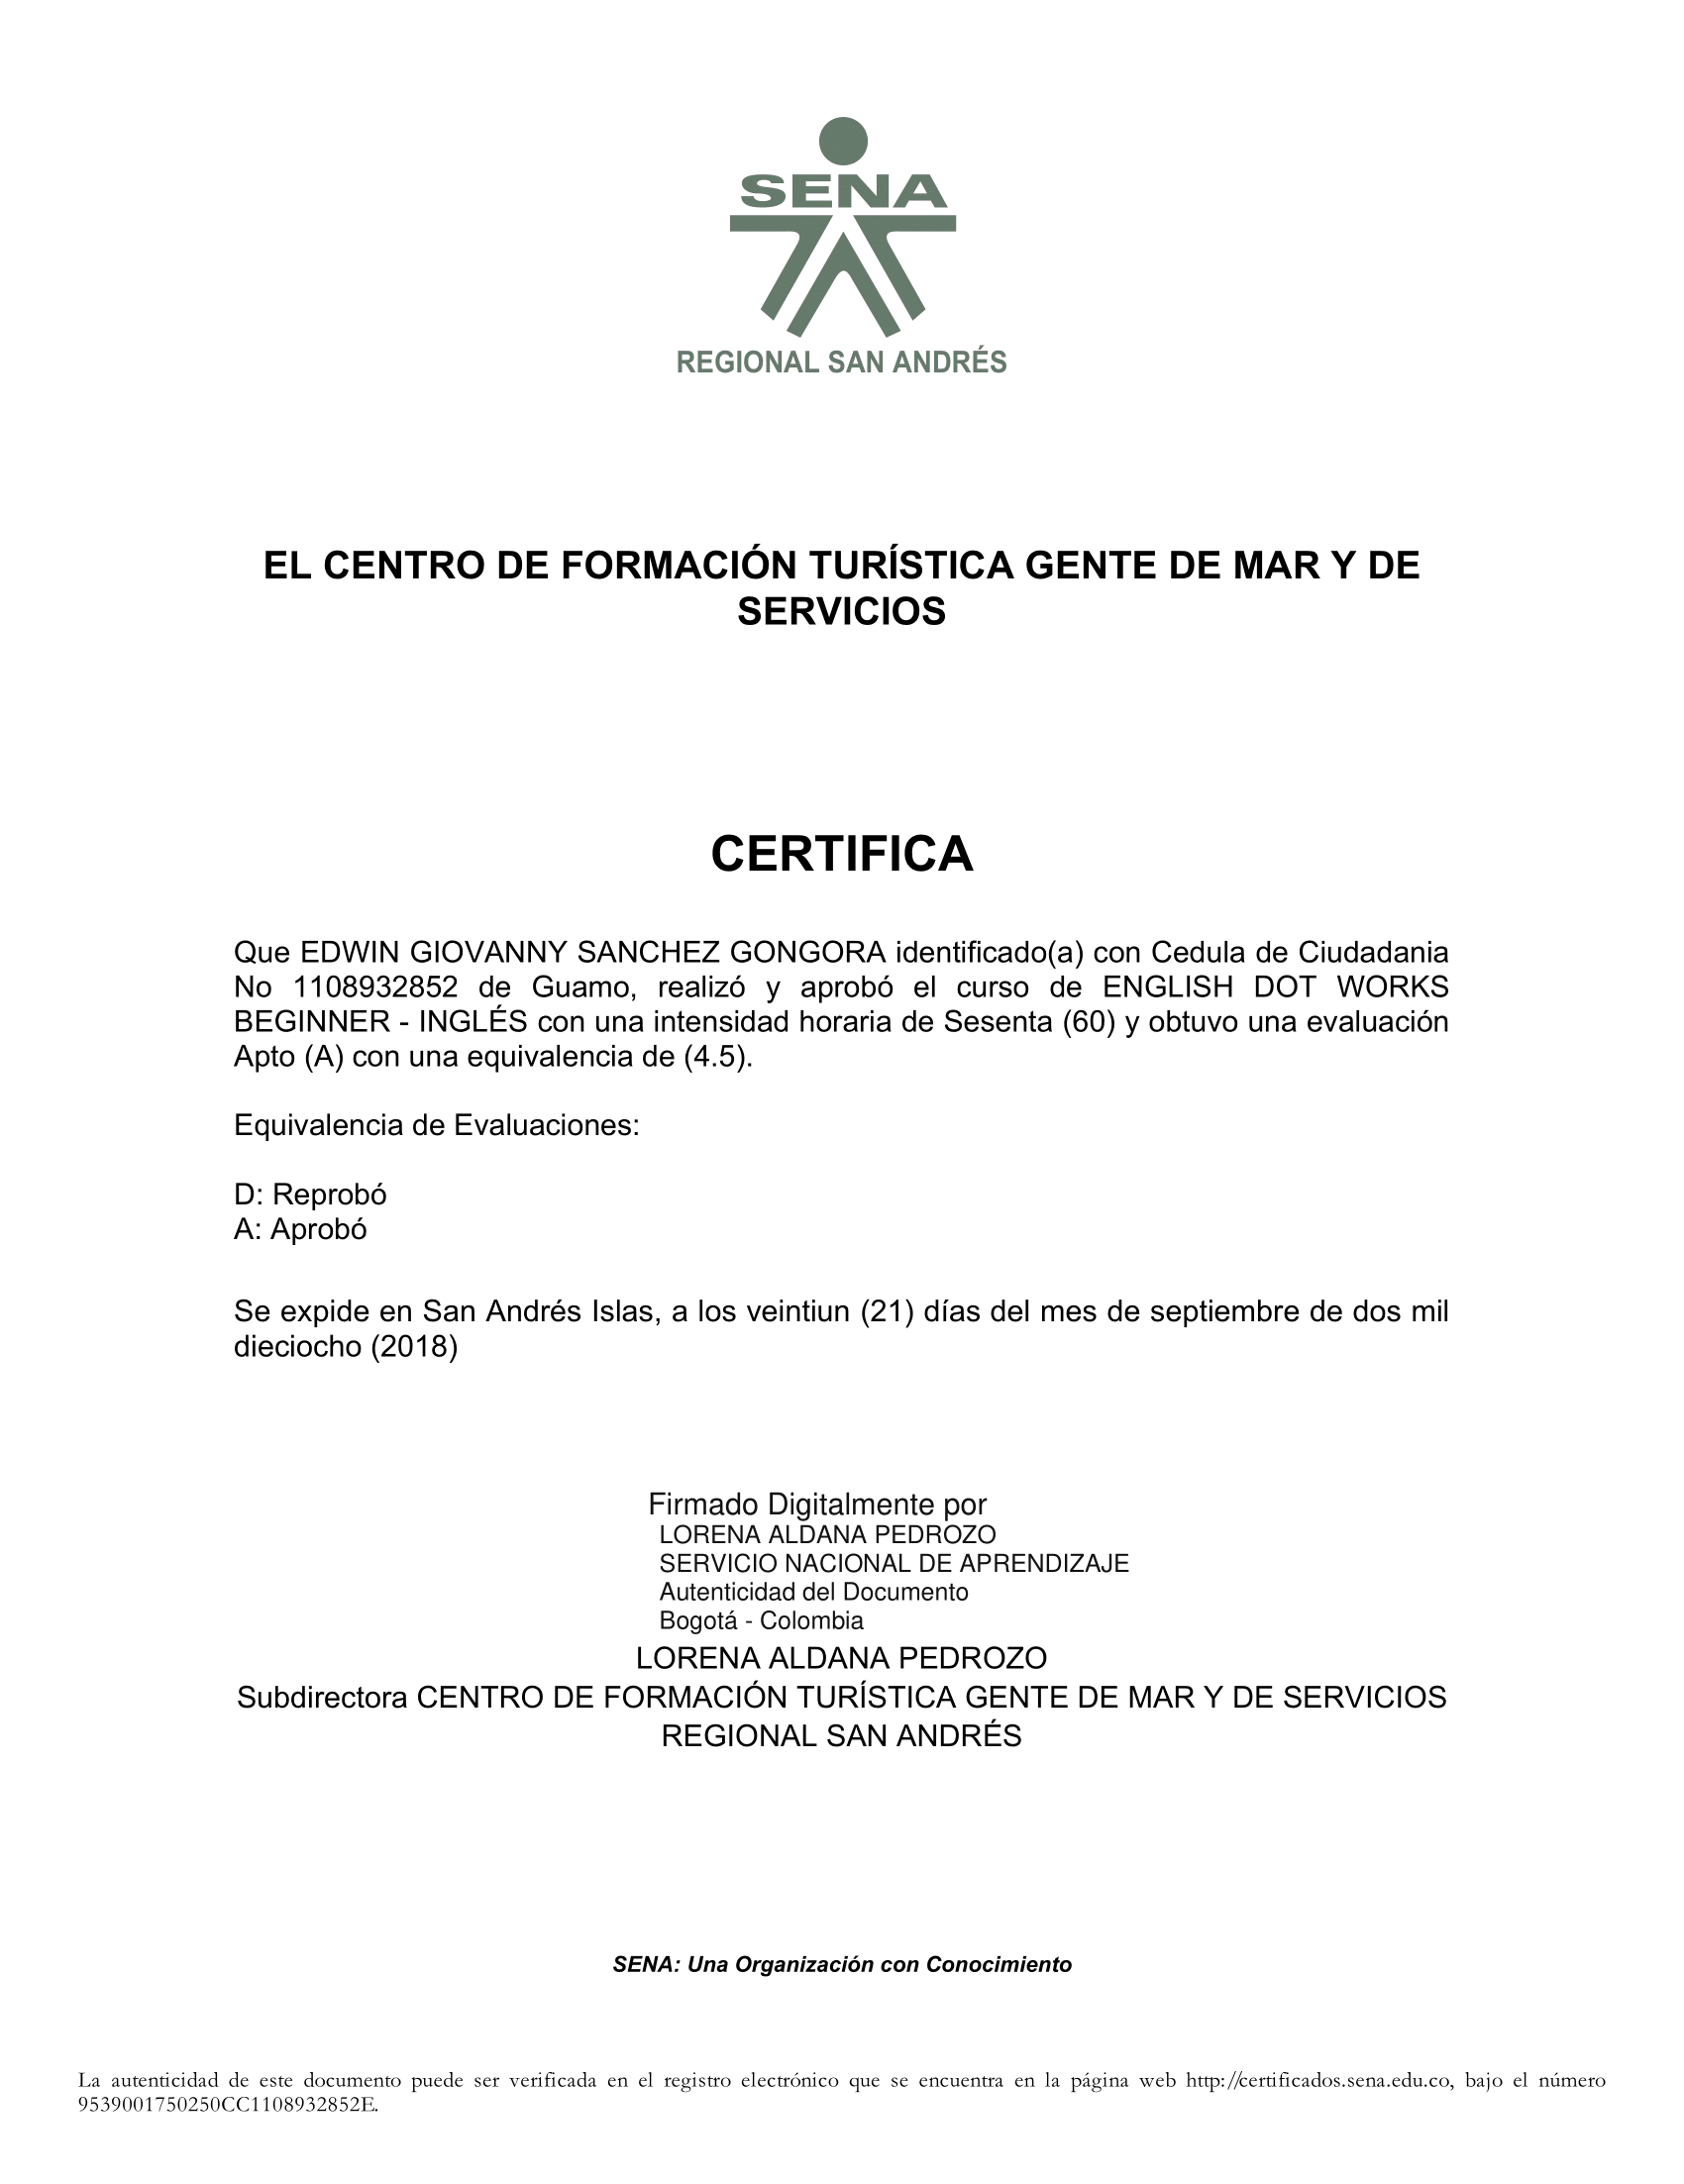 SENA
REGIONAL SAN ANDRÉS
EL CENTRO DE FORMACIÓN TURÍSTICA GENTE DE MAR Y DE
SERVICIOS
CERTIFICA
Que EDWIN GIOVANNY SANCHEZ GONGORA identificado(a) con Cedula de Ciudadania
No 1108932852 de Guamo, realizó y aprobó el curso de ENGLISH DOT WORKS
BEGINNER - INGLÉS con una intensidad horaria de Sesenta (60) y obtuvo una evaluación
Apto (A) con una equivalencia de (4.5).
Equivalencia de Evaluaciones:
D: Reprobó
A: Aprobó
Se expide en San Andrés Islas, a los veintiun (21) días del mes de septiembre de dos mil
dieciocho (2018)
Firmado Digitalmente por
LORENA ALDANA PEDROZO
SERVICIO NACIONAL DE APRENDIZAJE
Autenticidad del Documento
Bogotá - Colombia
LORENA ALDANA PEDROZO
Subdirectora CENTRO DE FORMACIÓN TURÍSTICA GENTE DE MAR Y DE SERVICIOS
REGIONAL SAN ANDRÉS
SENA: Una Organización con Conocimiento
La autenticidad de este documento puede ser verificada en el registro electrónico que se encuentra en la página web http://certificados.sena.edu.co, bajo el número
9539001750250CC1108932852E.